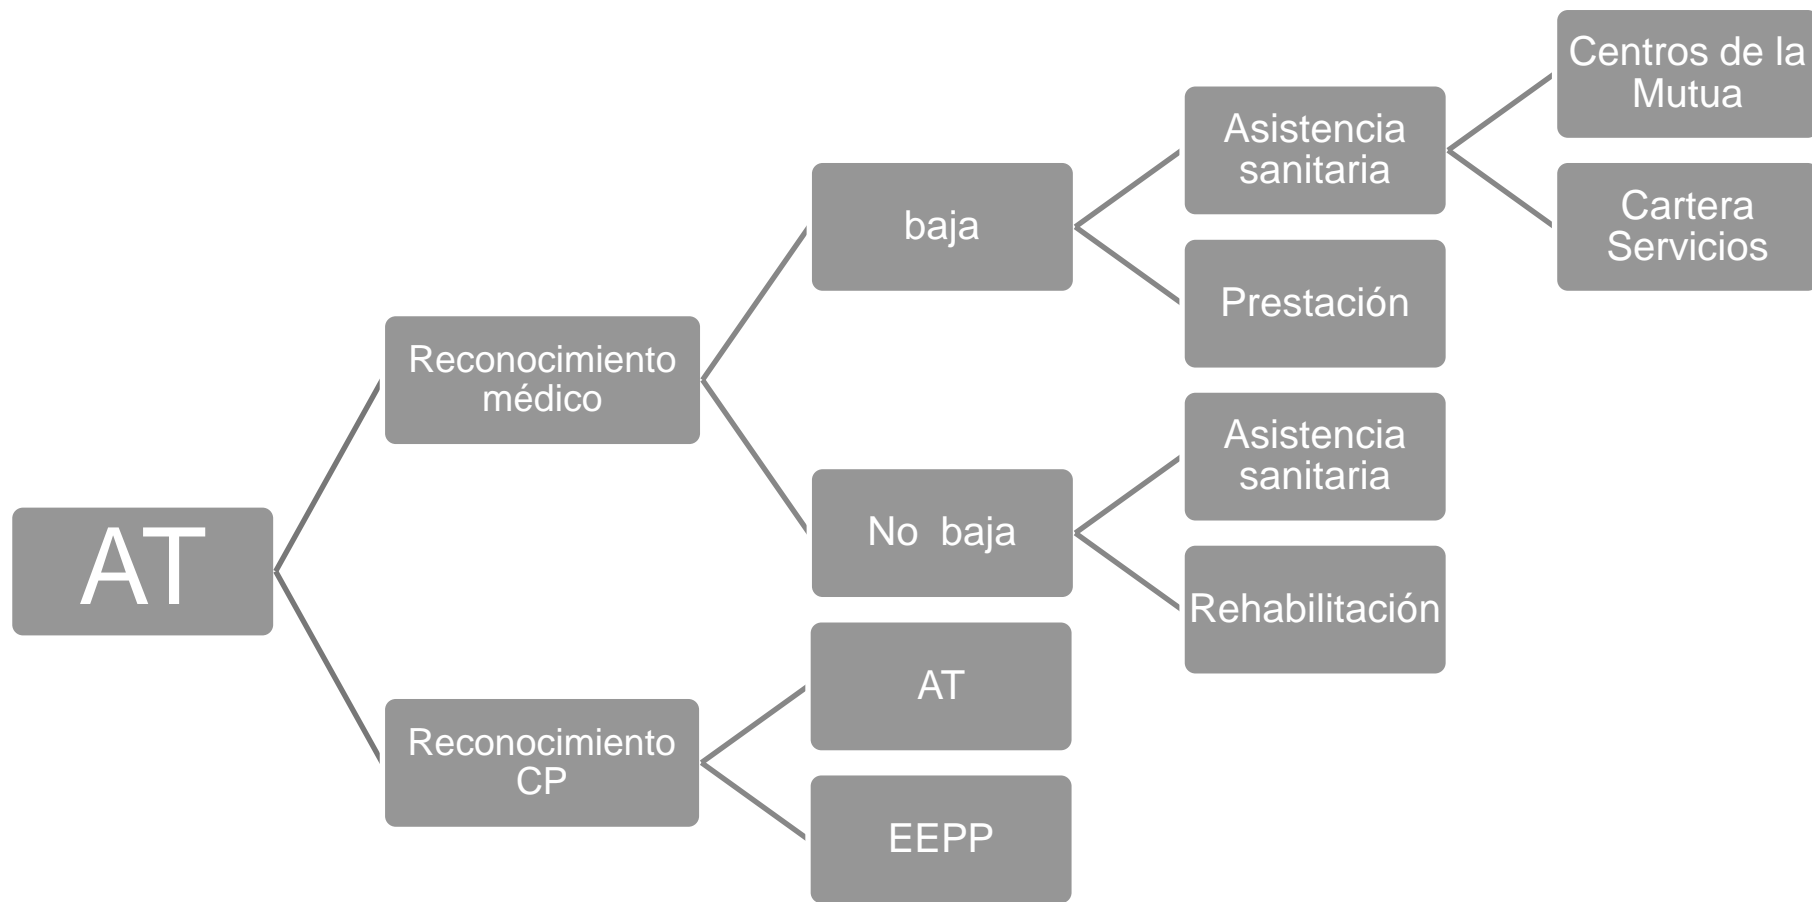 AT
Reconocimiento
médico
baja
Asistencia
sanitaria
Centros de la
Mutua
Cartera
Servicios
Prestación
No baja
Asistencia
sanitaria
Rehabilitación
Reconocimiento
CP
AT
EEPP